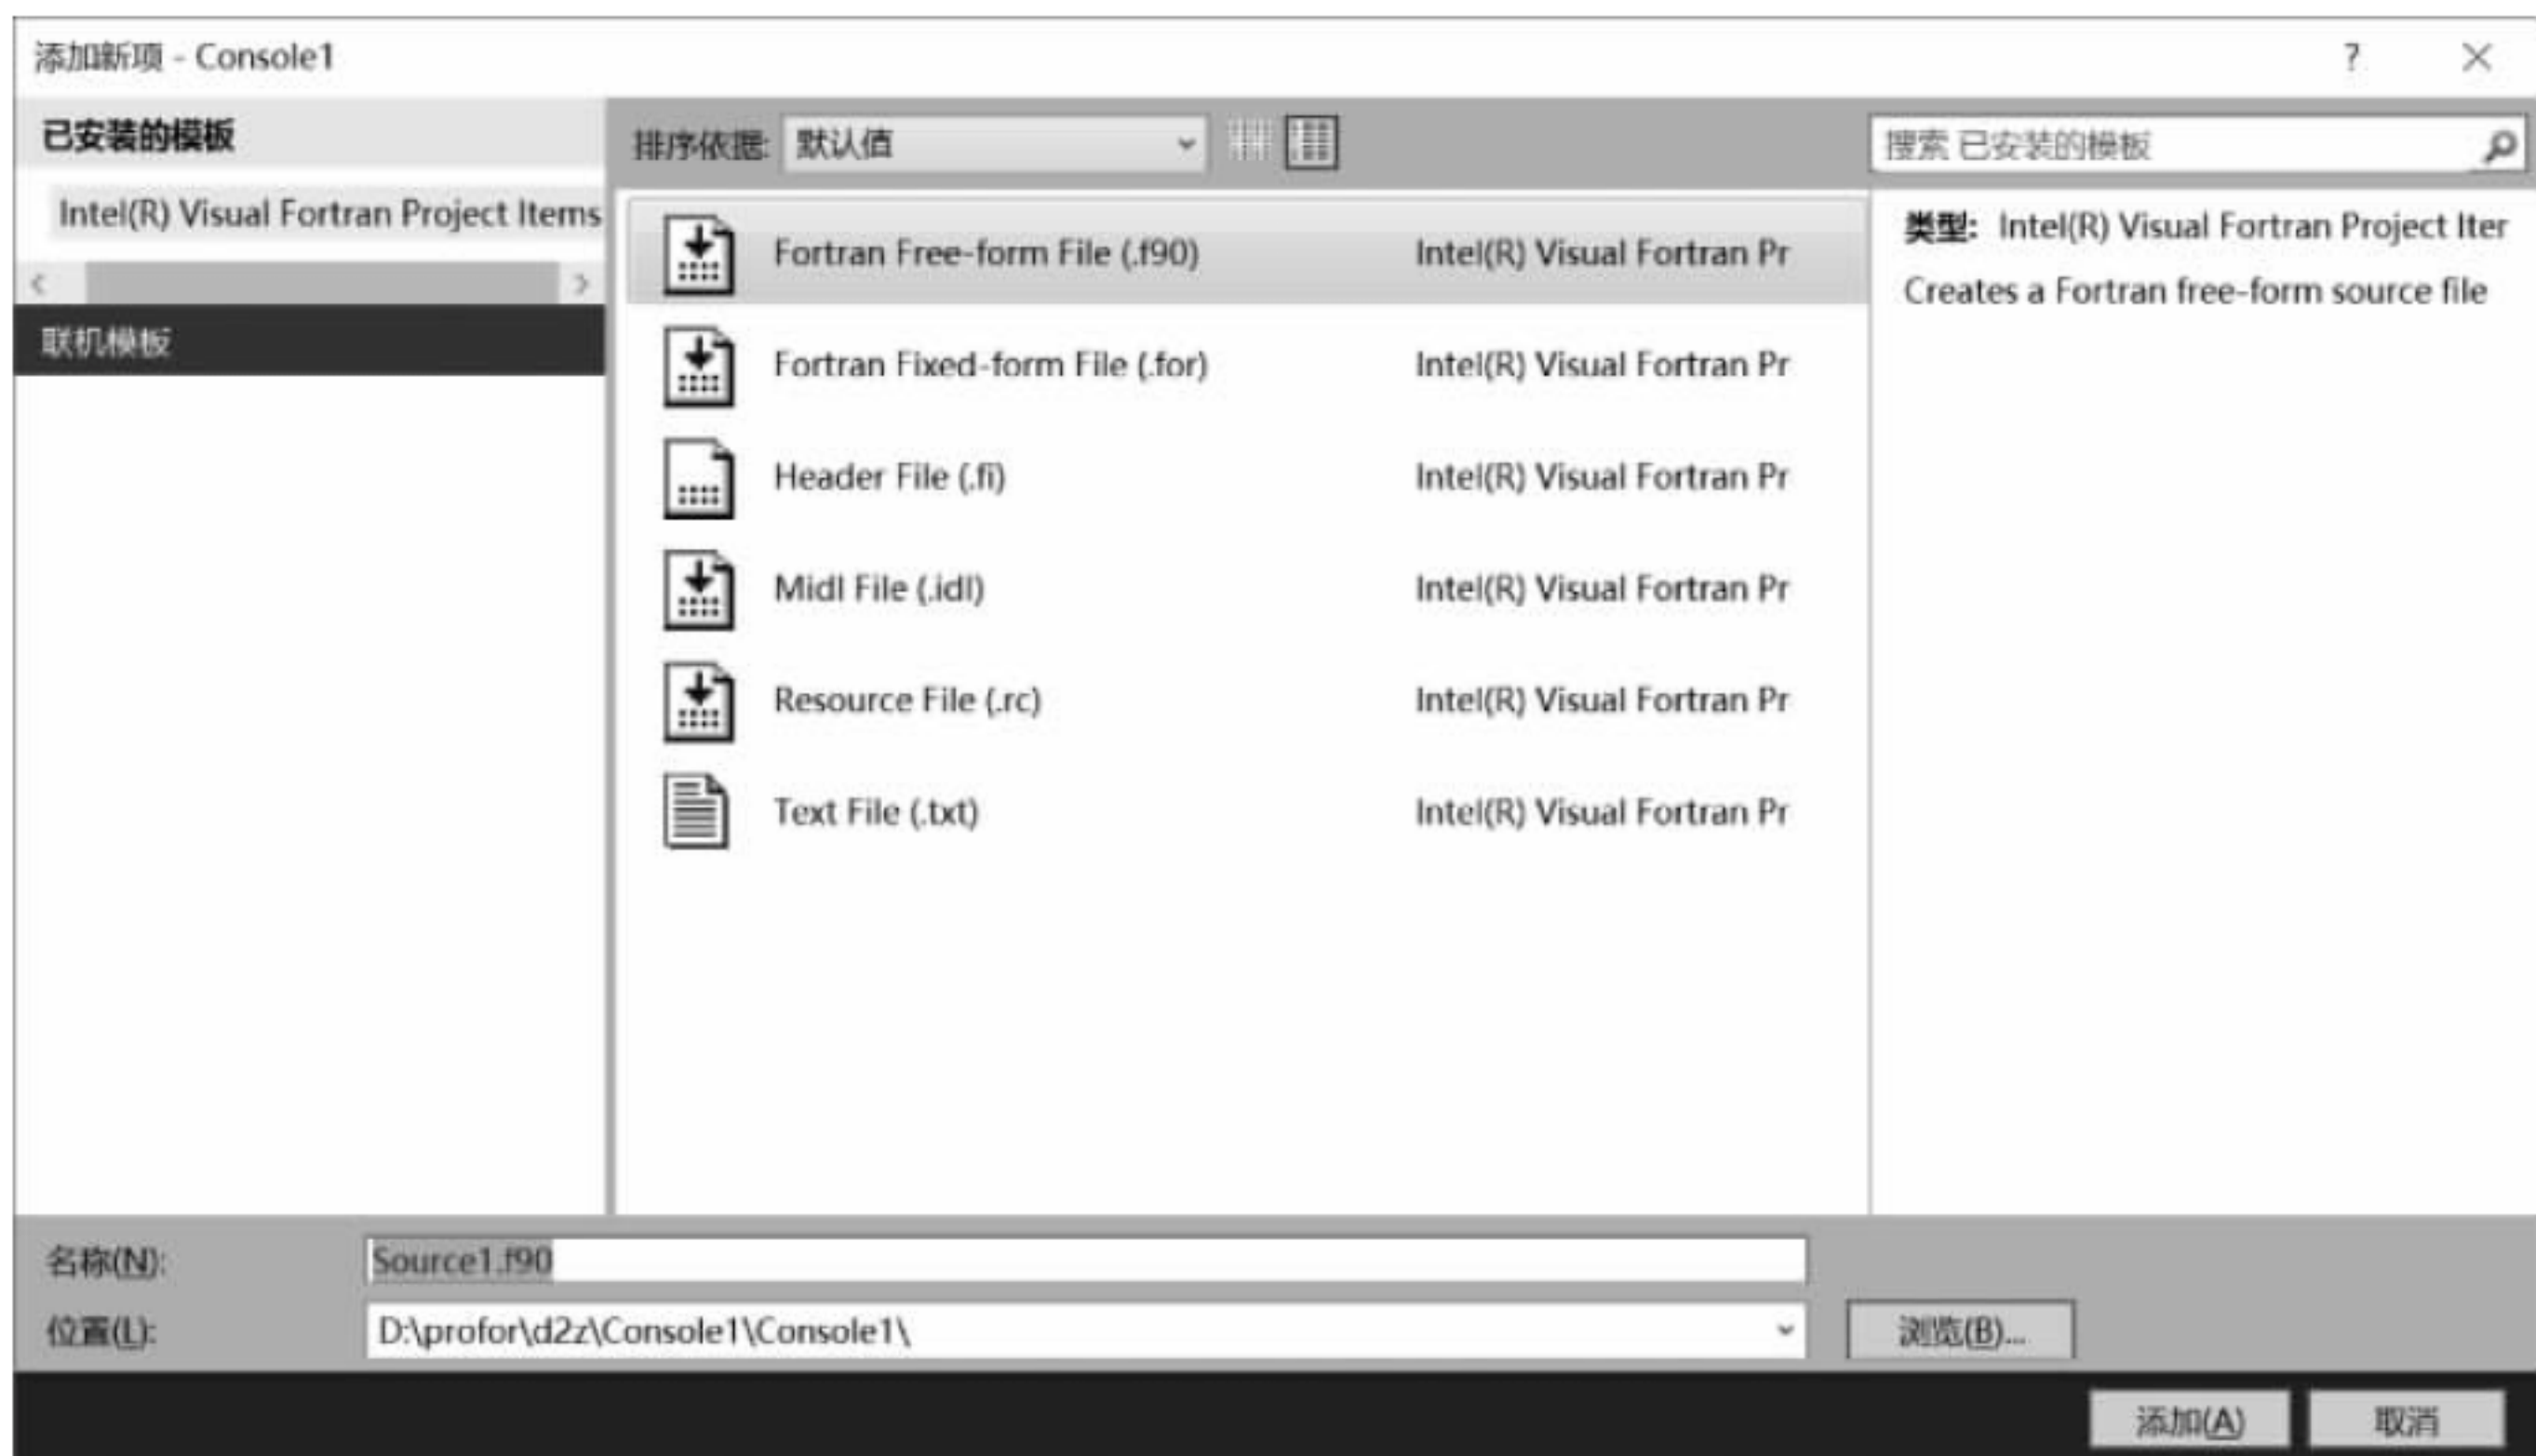 添加新项 - Console1
?
已安装的模板
Intel(R) Visual Fortran Project Items
联机模板
排序依据: 默认值
搜索 已安装的模板
Fortran Free-form File (.f90) Intel(R) Visual Fortran Pr
Fortran Fixed-form File (.for) Intel(R) Visual Fortran Pr
Header File (.fi) Intel(R) Visual Fortran Pr
Midl File (.idl) Intel(R) Visual Fortran Pr
Resource File (.rc) Intel(R) Visual Fortran Pr
Text File (.txt) Intel(R) Visual Fortran Pr
类型: Intel(R) Visual Fortran Project Iter
Creates a Fortran free-form source file
名称(N): Source1.f90
位置(L): D:\profor\d2z\Console1\Console1\ 浏览(B)...
添加(A) 取消